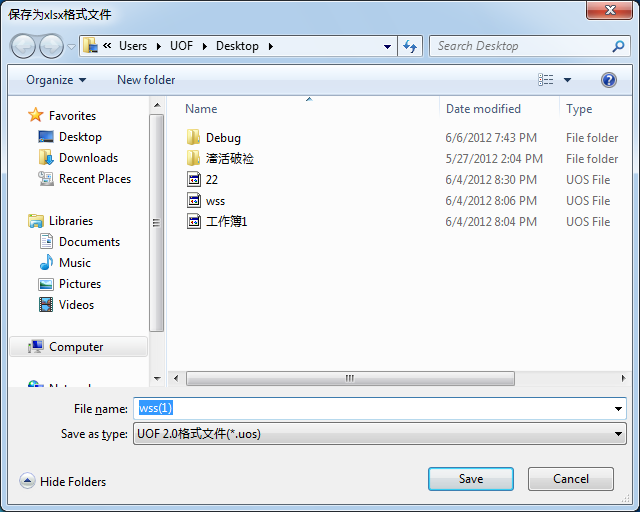 保存为xlsx格式文件
Users UOF Desktop
Search Desktop
Organize New folder
Name Date modified Type
Favorites
Desktop
Downloads
Recent Places
Libraries
Documents
Music
Pictures
Videos
Computer
Debug 6/6/2012 7:43 PM File folder
5/27/2012 2:04 PM File folder
22 6/4/2012 8:30 PM UOS File
wss 6/4/2012 8:06 PM UOS File
工作簿1 6/4/2012 8:04 PM UOS File
File name: wss(1)
Save as type: UOF 2.0格式文件(*.uos)
Hide Folders Save Cancel